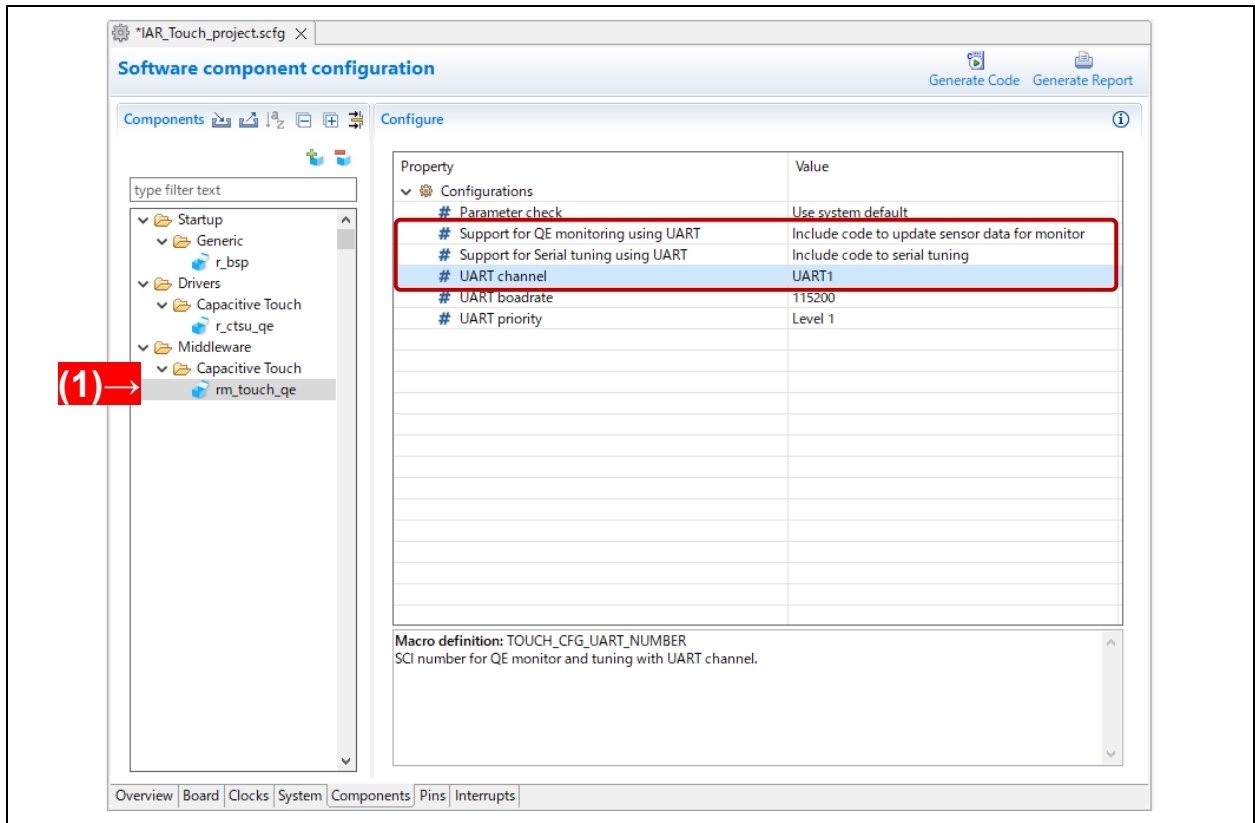 *IAR_Touch_project.scfg
Software component configuration
Generate Code Generate Report
Components
Configure
type filter text
Startup
Generic
r_bsp
Drivers
Capacitive Touch
r_ctsu_qe
Middleware
Capacitive Touch
(1)→
rm_touch_qe
Property Value
Configurations
# Parameter check Use system default
# Support for QE monitoring using UART Include code to update sensor data for monitor
# Support for Serial tuning using UART Include code to serial tuning
# UART channel UART1
# UART boadrate 115200
# UART priority Level 1
Macro definition: TOUCH_CFG_UART_NUMBER
SCI number for QE monitor and tuning with UART channel.
Overview Board Clocks System Components Pins Interrupts